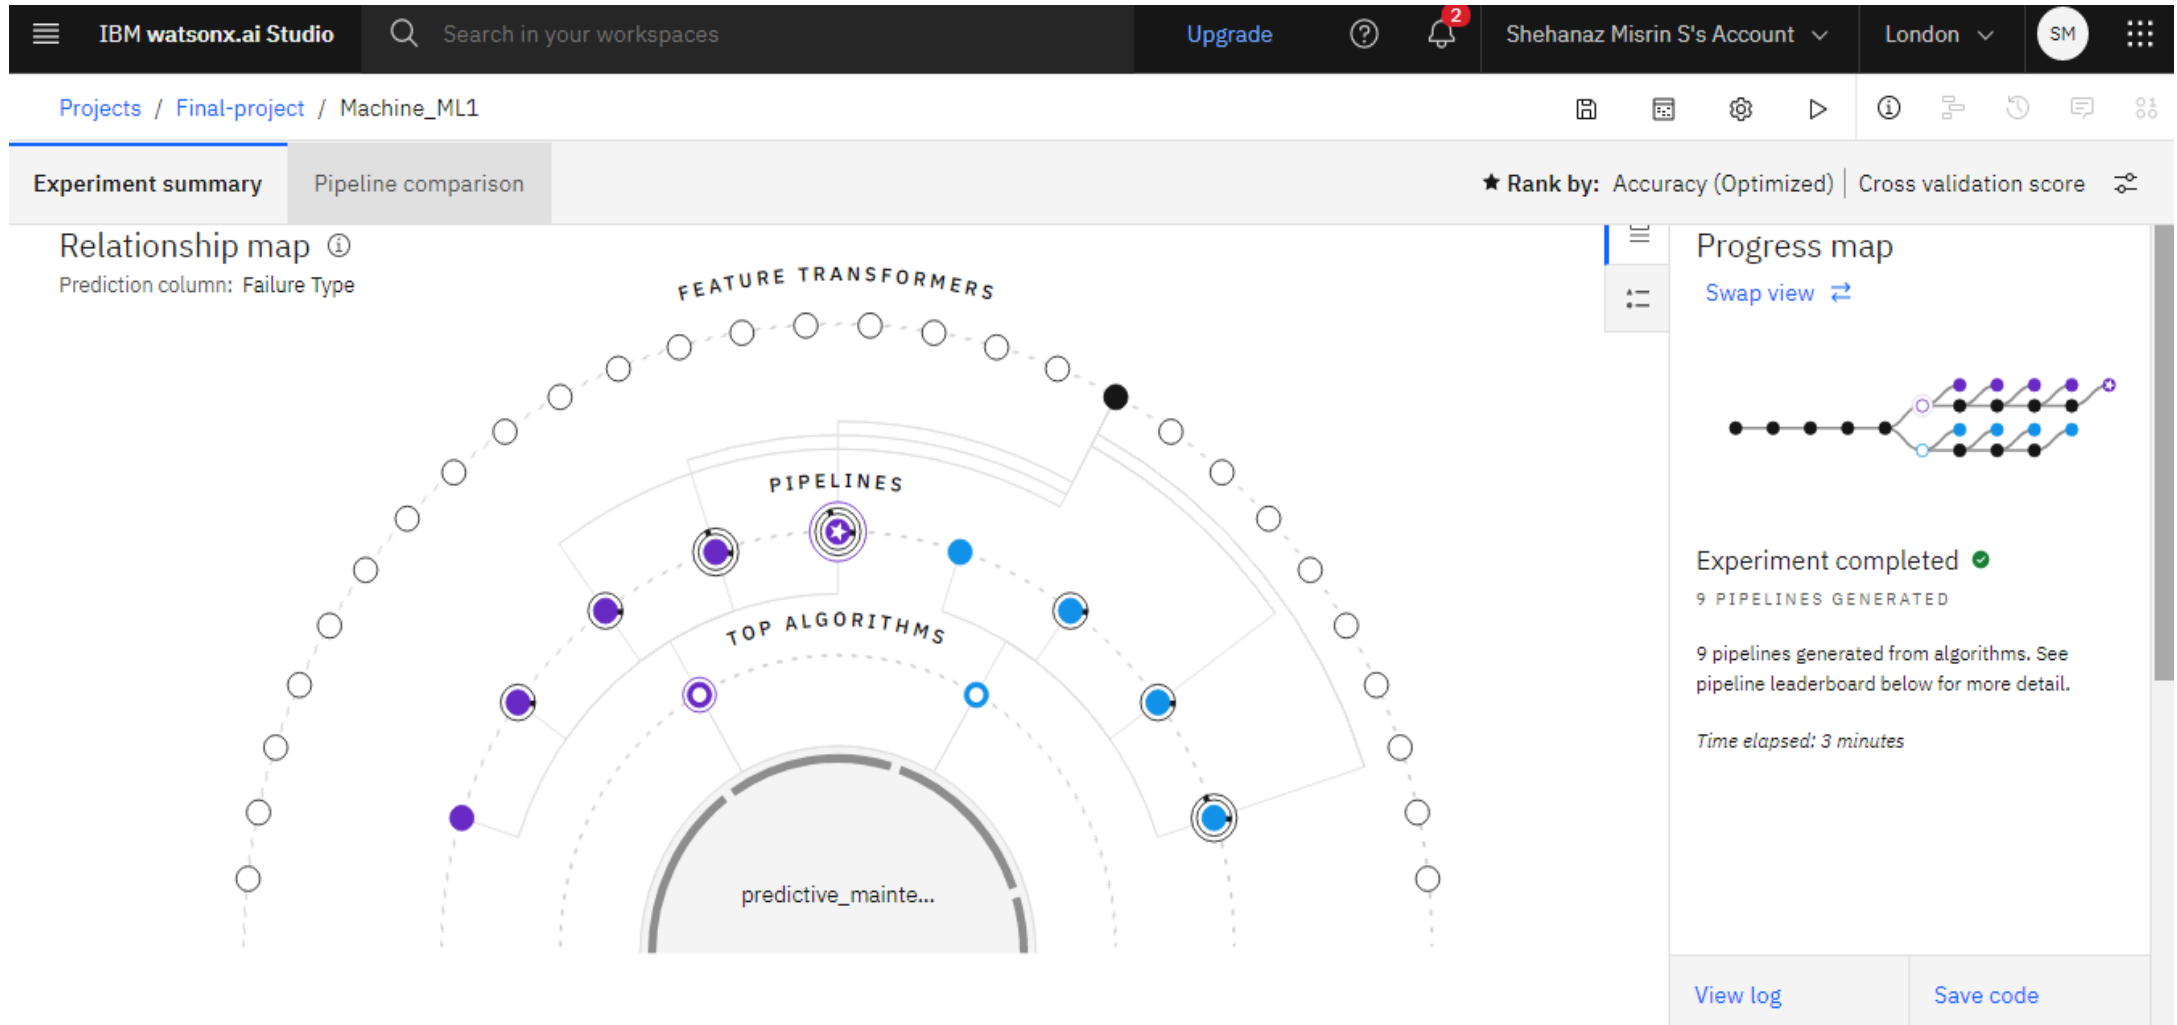 IBM watsonx.ai Studio
Search in your workspaces
Upgrade
2
Shehanaz Misrin S's Account
London
SM
Projects / Final-project / Machine_ML1
Experiment summary
Pipeline comparison
Rank by: Accuracy (Optimized) | Cross validation score
Relationship map
Prediction column: Failure Type
FEATURE TRANSFORMERS
PIPELINES
TOP ALGORITHMS
predictive_mainte...
Progress map
Swap view
Experiment completed
9 PIPELINES GENERATED
9 pipelines generated from algorithms. See
pipeline leaderboard below for more detail.
Time elapsed: 3 minutes
View log
Save code